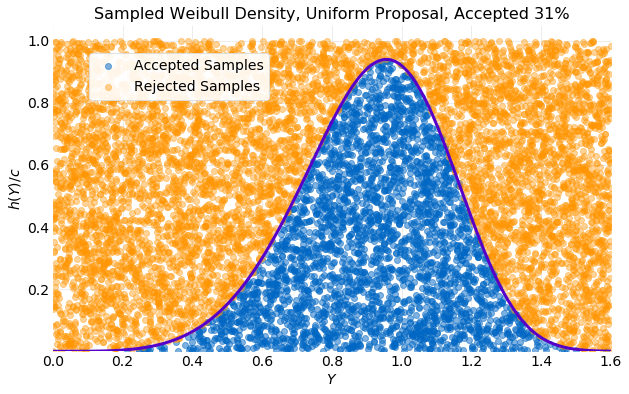 Sampled Weibull Density, Uniform Proposal, Accepted 31%
1.0
Accepted Samples
Rejected Samples
0.8
0.6
h(Y)/c
0.4
0.2
0.0 0.2 0.4 0.6 0.8 1.0 1.2 1.4 1.6
Y